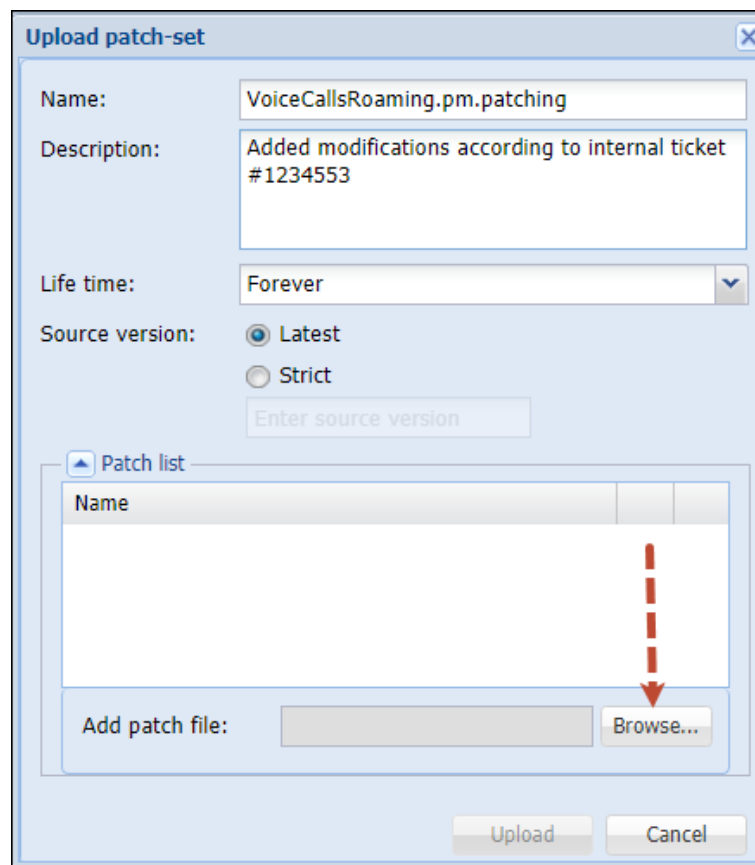 Upload patch-set
Name: VoiceCallsRoaming.pm.patching
Description: Added modifications according to internal ticket
#1234553
Life time: Forever
Source version: Latest
Strict
Enter source version
Patch list
Name
Add patch file: Browse...
Upload Cancel